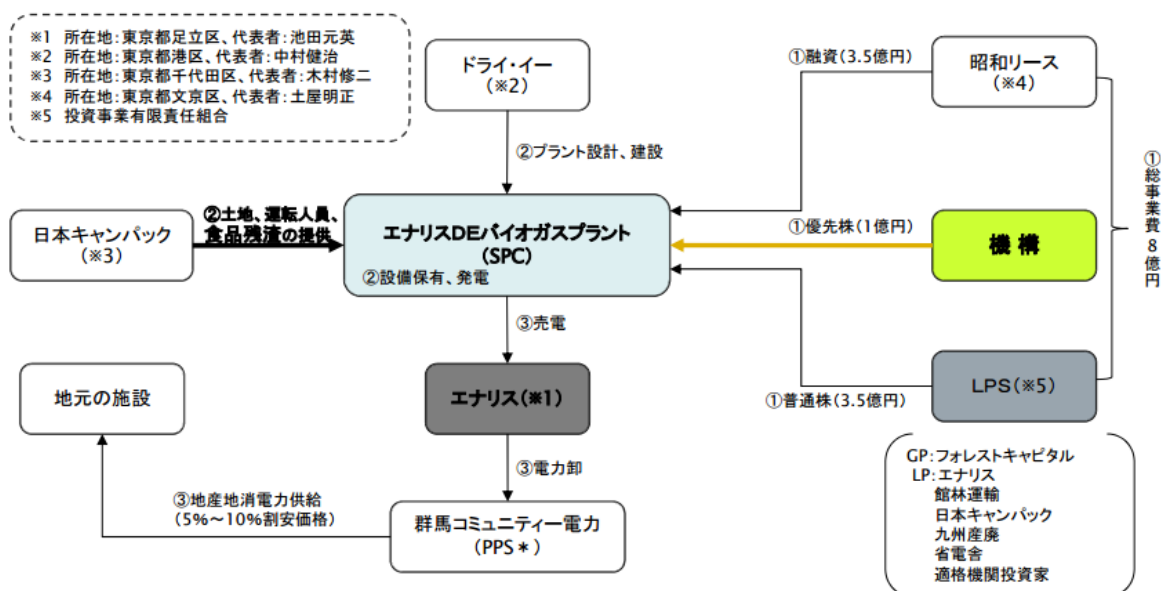 ※1 所在地:東京都足立区、代表者:池田元英
※2 所在地:東京都港区、代表者:中村健治
※3 所在地:東京都千代田区、代表者:木村修二
※4 所在地:東京都文京区、代表者:土屋明正
※5 投資事業有限責任組合
ドライ・イー
(※2)
①融資(3.5億円)
昭和リース
(※4)
②プラント設計、建設
①総事業費8億円
日本キャンパック
(※3)
②土地、運転人員、
食品残渣の提供
エナリスDEバイオガスプラント
(SPC)
②設備保有、発電
①優先株(1億円)
機 構
③売電
地元の施設
エナリス(※1)
①普通株(3.5億円)
LPS(※5)
③電力卸
③地産地消電力供給
(5%~10%割安価格)
群馬コミュニティー電力
(PPS*)
GP:フォレストキャピタル
LP:エナリス
館林運輸
日本キャンパック
九州産廃
省電舎
適格機関投資家